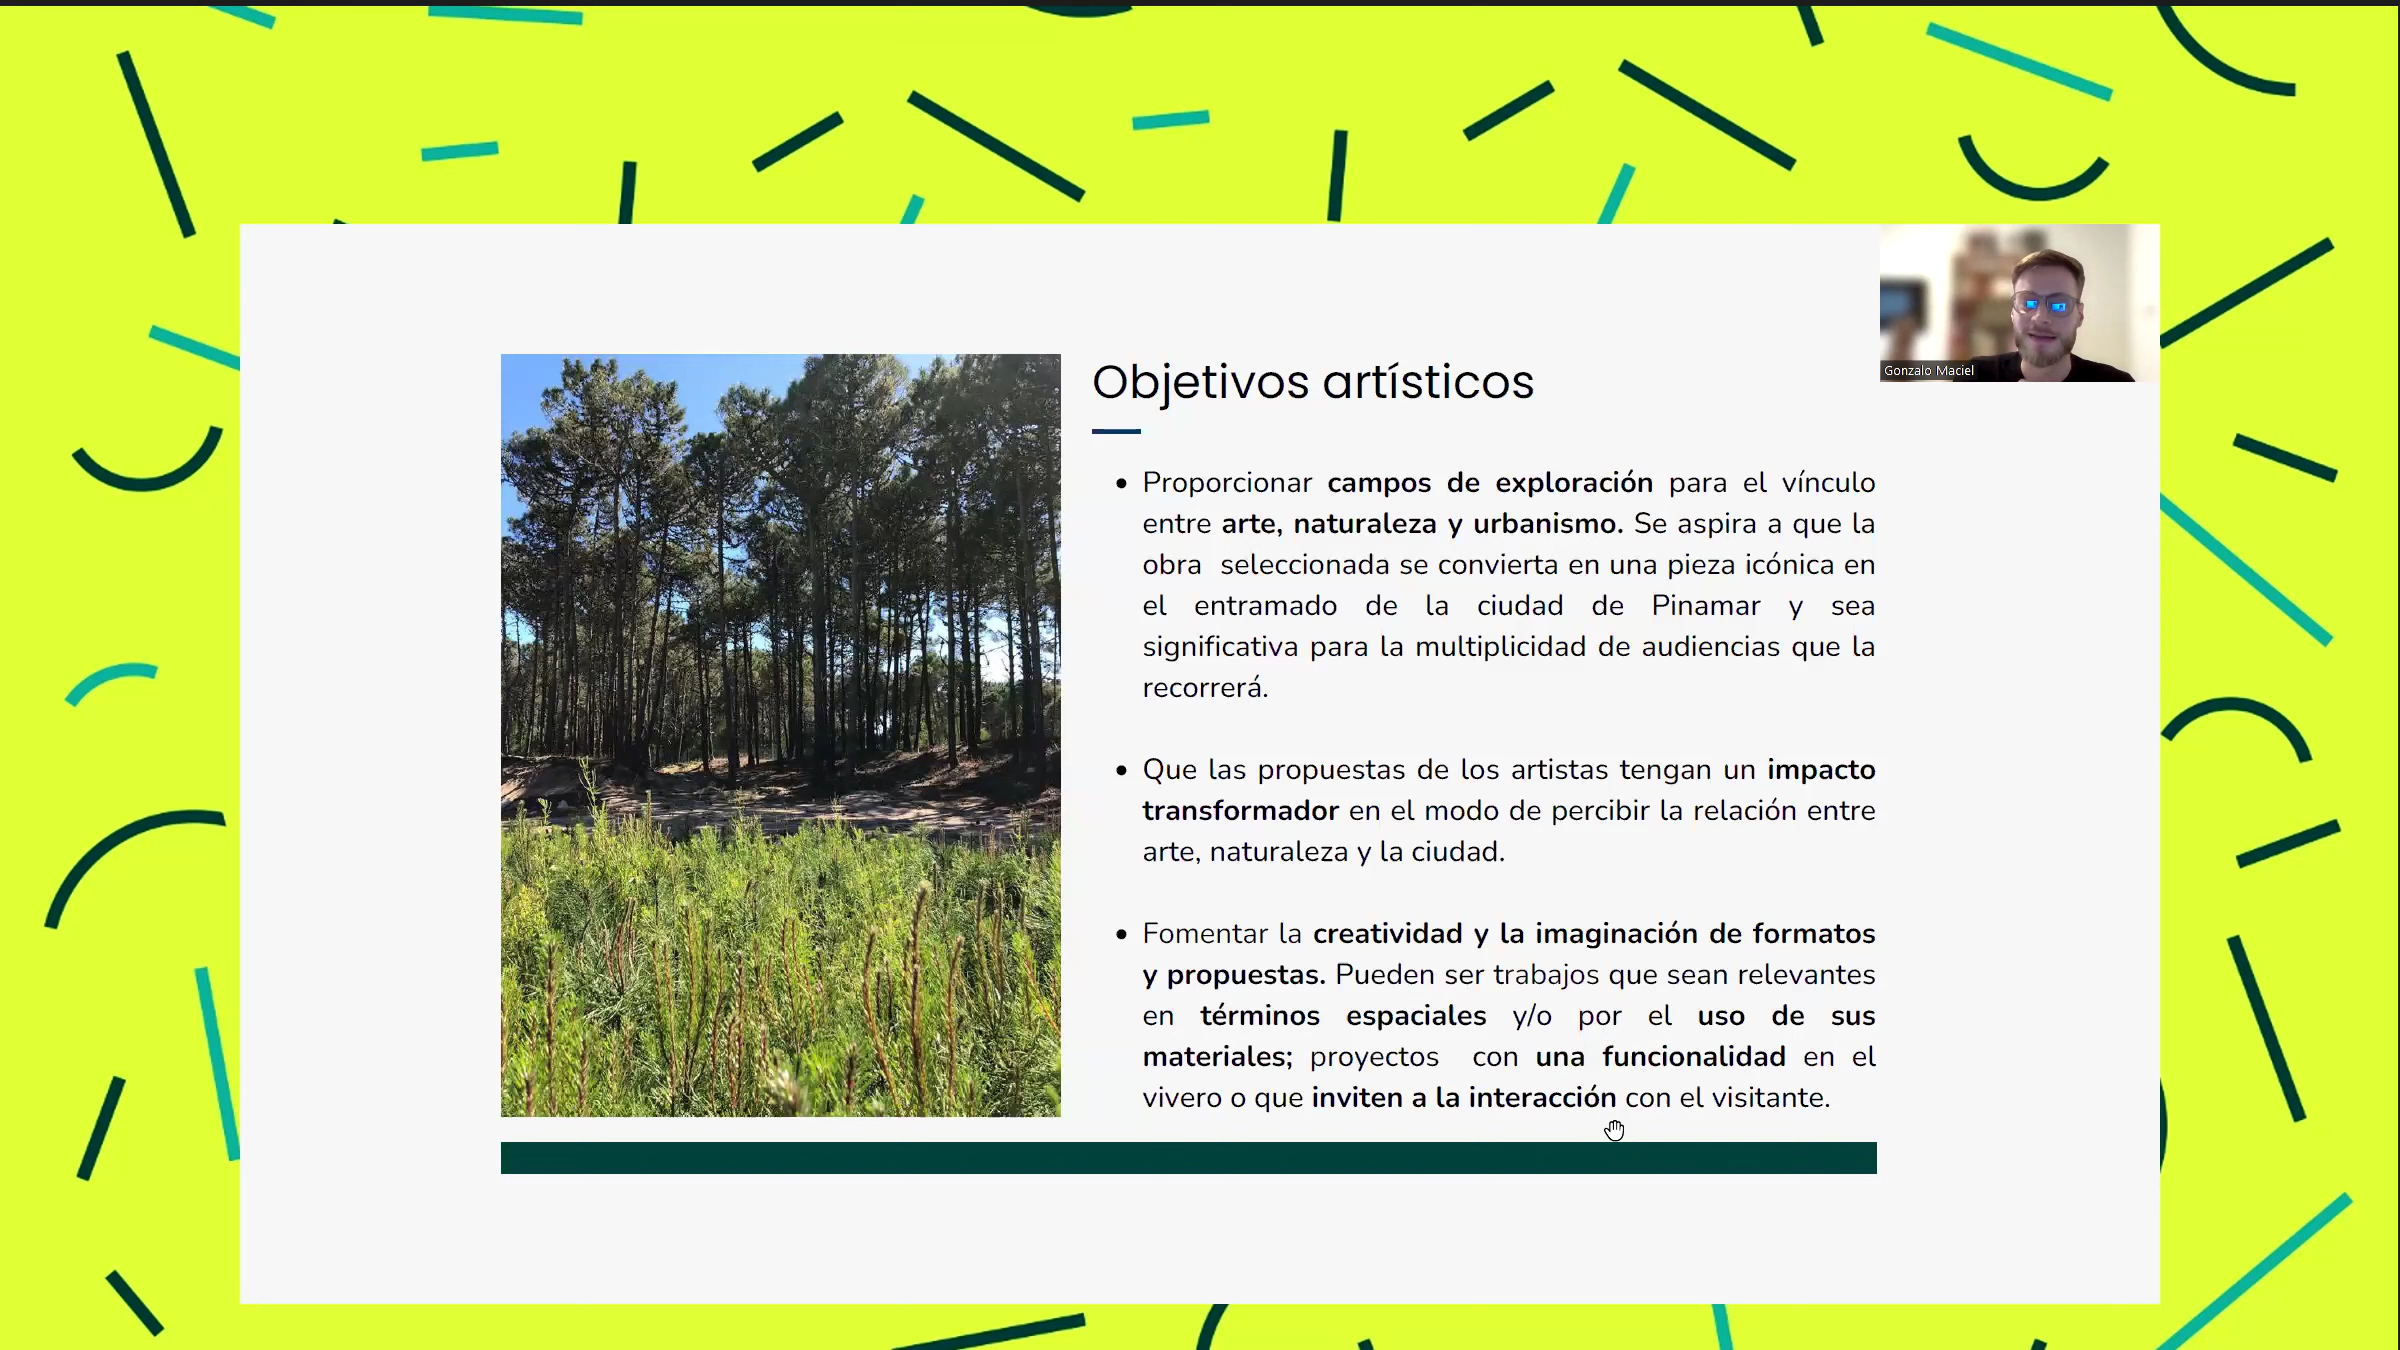 Gonzalo Maciel
Objetivos artísticos
Proporcionar campos de exploración para el vínculo
entre arte, naturaleza y urbanismo. Se aspira a que la
obra seleccionada se convierta en una pieza icónica en
el entramado de la ciudad de Pinamar y sea
significativa para la multiplicidad de audiencias que la
recorrerá.
Que las propuestas de los artistas tengan un impacto
transformador en el modo de percibir la relación entre
arte, naturaleza y la ciudad.
Fomentar la creatividad y la imaginación de formatos
y propuestas. Pueden ser trabajos que sean relevantes
en términos espaciales y/o por el uso de sus
materiales; proyectos con una funcionalidad en el
vivero o que inviten a la interacción con el visitante.